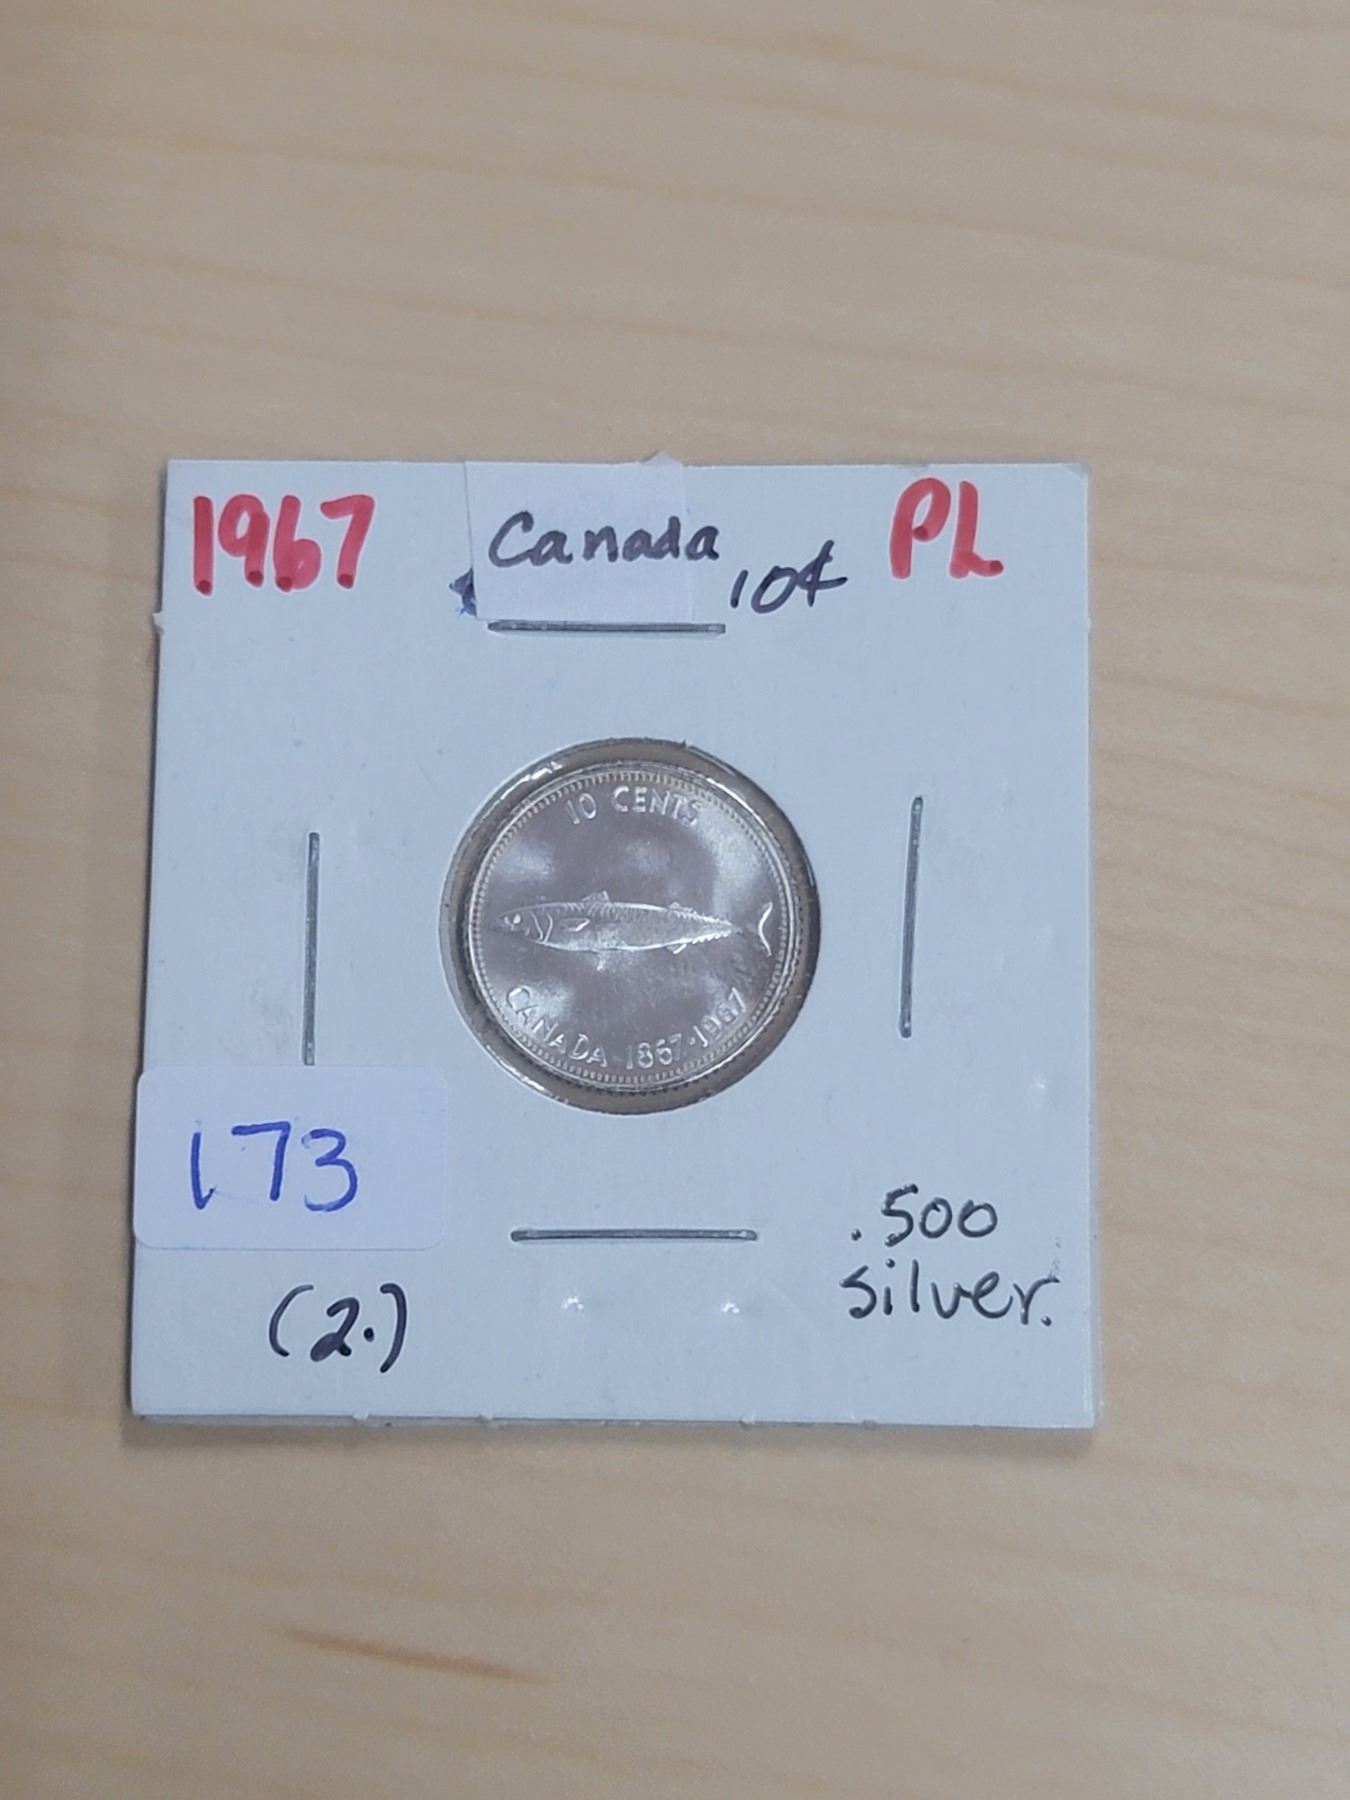 1967
Canada
10¢
PL
10 CENTS
CANADA 1867·1967
173
.500
silver.
(2.)